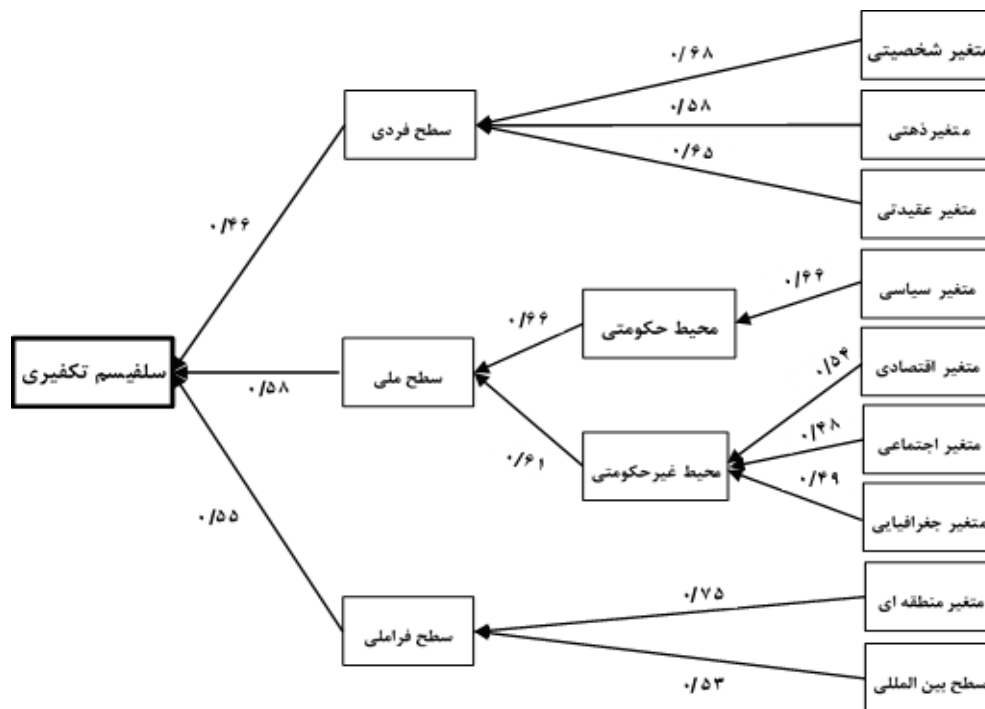 متغیر شخصیتی
۰/۶۸
متغیرذهتی
۰/۵۸
سطح فردی
متغیر عقیدتی
۰/۶۵
۰/۴۶
متغیر سیاسی
۰/۶۶
محیط حکومتی
۰/۶۶
متغیر اقتصادی
۰/۵۴
سطح ملی
سلفیسم تکفیری
۰/۵۸
متغیر اجتماعی
۰/۴۸
محیط غیرحکومتی
۰/۶۱
۰/۴۹
متغیر جغرافیایی
۰/۵۵
متغیر منطقه ای
۰/۷۵
سطح فراملی
سطح بین المللی
۰/۵۳